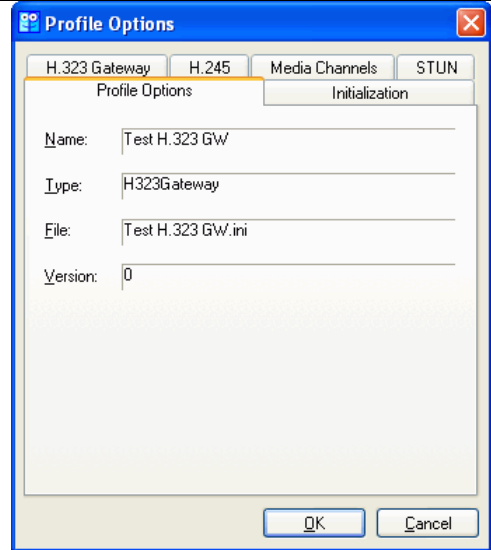 Profile Options
H.323 Gateway H.245 Media Channels STUN
Profile Options Initialization
Name: Test H.323 GW
Type: H323Gateway
File: Test H.323 GW.ini
Version: 0
OK Cancel